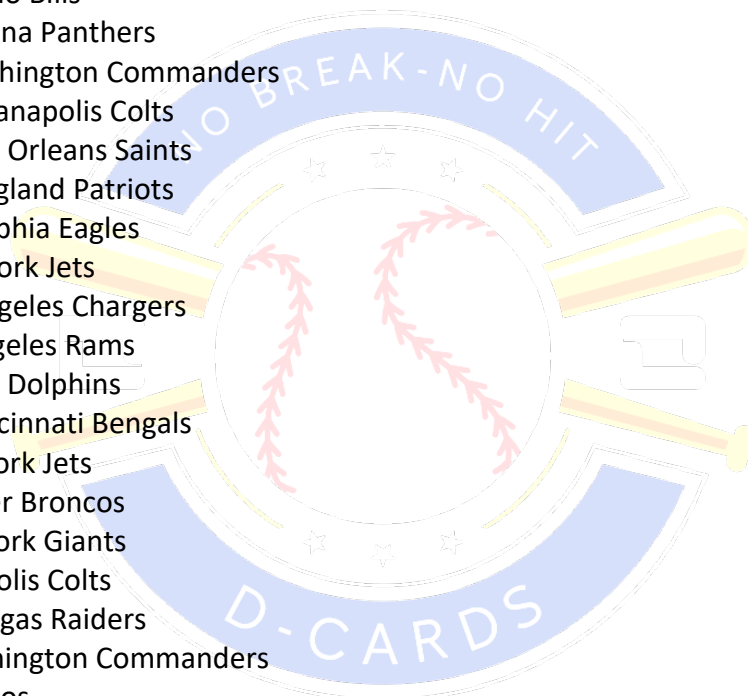 Bills
na Panthers
hington Commanders
anapolis Colts
Orleans Saints
gland Patriots
phia Eagles
ork Jets
geles Chargers
geles Rams
Dolphins
cinnati Bengals
ork Jets
r Broncos
ork Giants
olis Colts
gas Raiders
hington Commanders
NO BREAK-NO HIT
D-CARDS